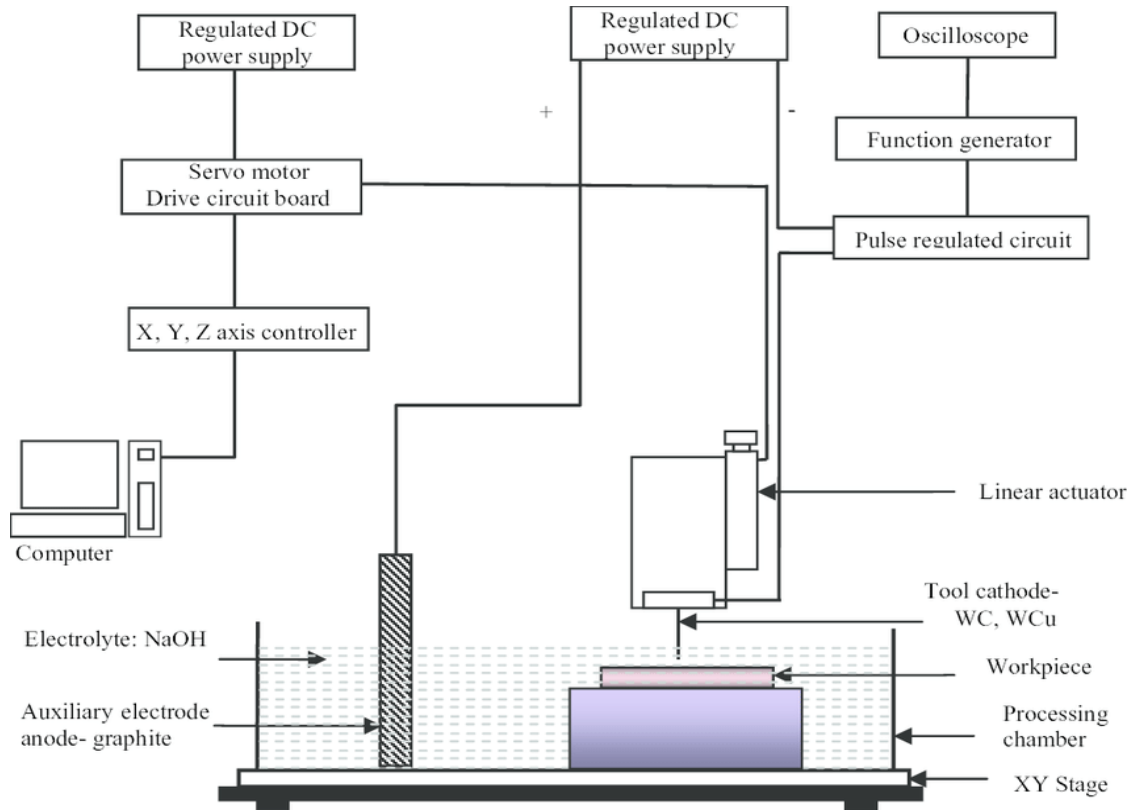 Regulated DC
power supply
Regulated DC
power supply
Oscilloscope
+
-
Function generator
Servo motor
Drive circuit board
Pulse regulated circuit
X, Y, Z axis controller
Linear actuator
Computer
Tool cathode-
WC, WCu
Electrolyte: NaOH
Workpiece
Auxiliary electrode
anode- graphite
Processing
chamber
XY Stage